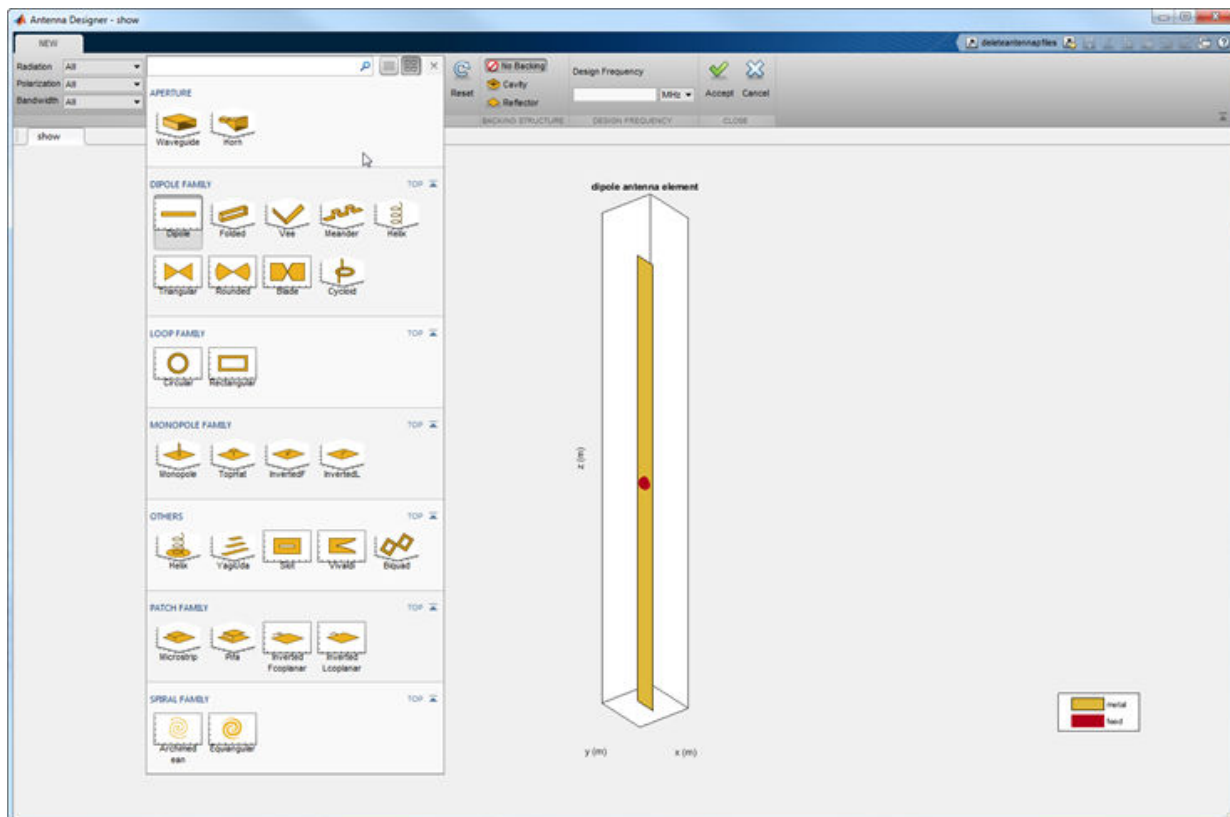 Antenna Designer - show
NEW
deleteantennapfiles
Radiation All
Polarization All
Bandwidth All
Reset
No Backing
Cavity
Reflector
BACKING STRUCTURE
Design Frequency
MHz
DESIGN FREQUENCY
Accept Cancel
CLOSE
show
APERTURE
Waveguide Horn
DIPOLE FAMILY TOP
Dipole Folded Vee Meander Helix
Triangular Rounded Blade Cycloid
LOOP FAMILY TOP
Circular Rectangular
MONOPOLE FAMILY TOP
Monopole TopHat InvertedF InvertedL
OTHERS TOP
Helix YagiUda Slot Vivaldi Biquad
PATCH FAMILY TOP
Microstrip Pifa Inverted Inverted
Fcoplanar Lcoplanar
SPIRAL FAMILY TOP
Archimed Equiangular
ean
dipole antenna element
z (m)
y (m) x (m)
metal
feed